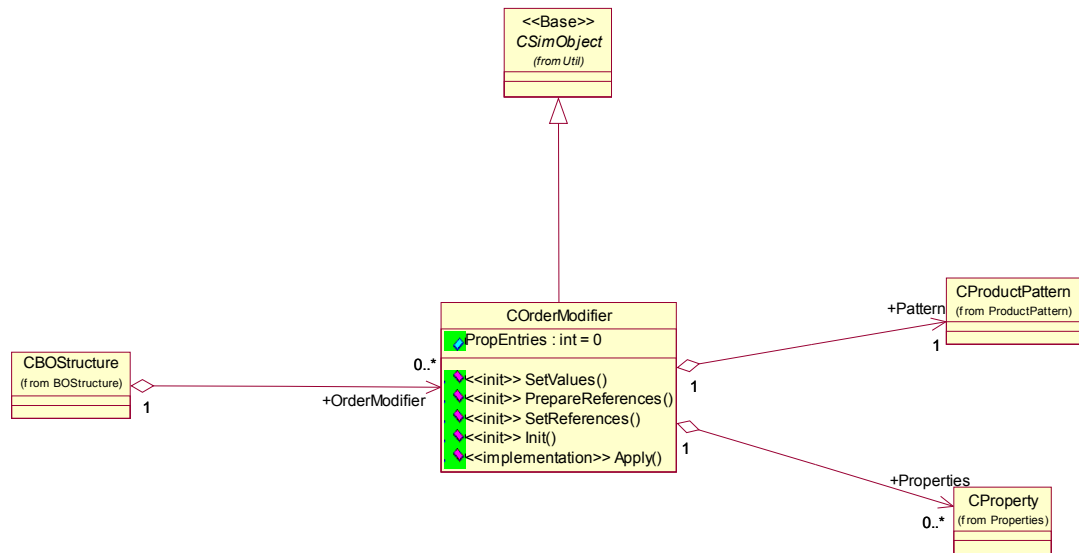 <<Base>>
CSimObject
(from Util)
COrderModifier
PropEntries : int = 0
<<init>> SetValues()
<<init>> PrepareReferences()
<<init>> SetReferences()
<<init>> Init()
<<implementation>> Apply()
CBOStructure
(from BOStructure)
1
0..*
+OrderModifier
1
+Pattern
1
CProductPattern
(from ProductPattern)
1
+Properties
0..*
CProperty
(from Properties)